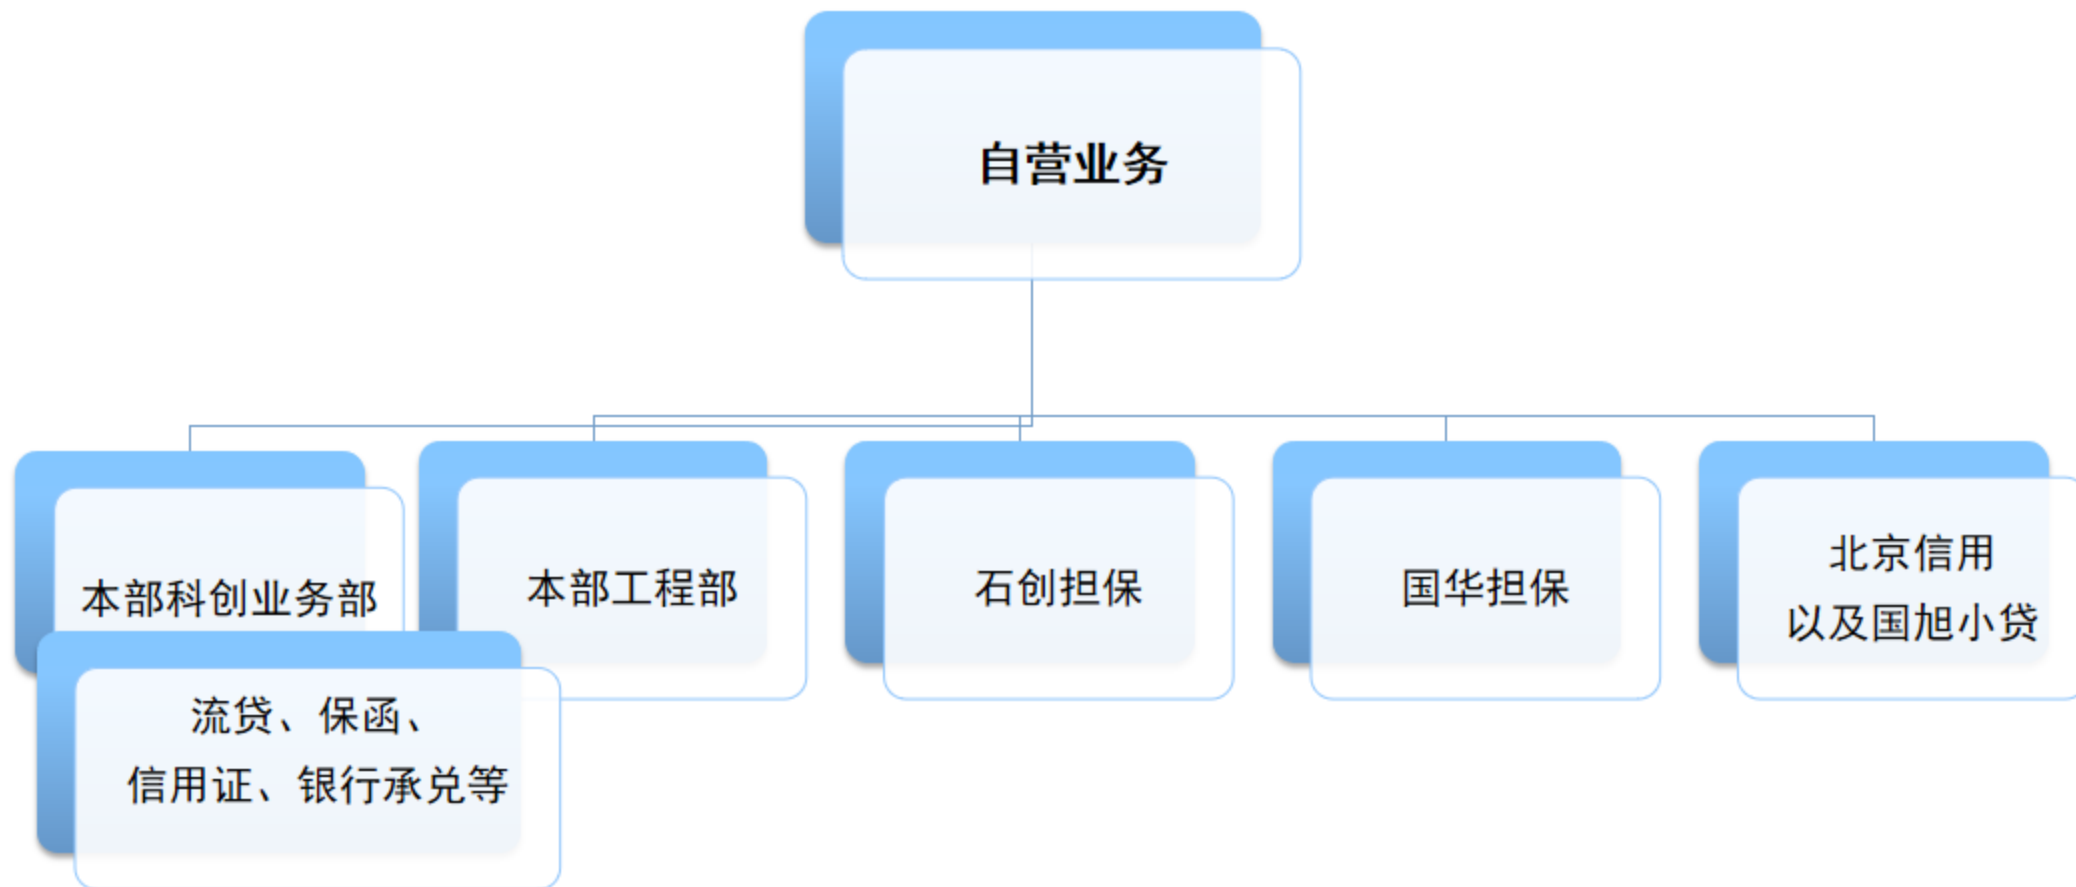 自营业务
本部科创业务部
本部工程部
石创担保
国华担保
北京信用
以及国旭小贷
流贷、保函、
信用证、银行承兑等